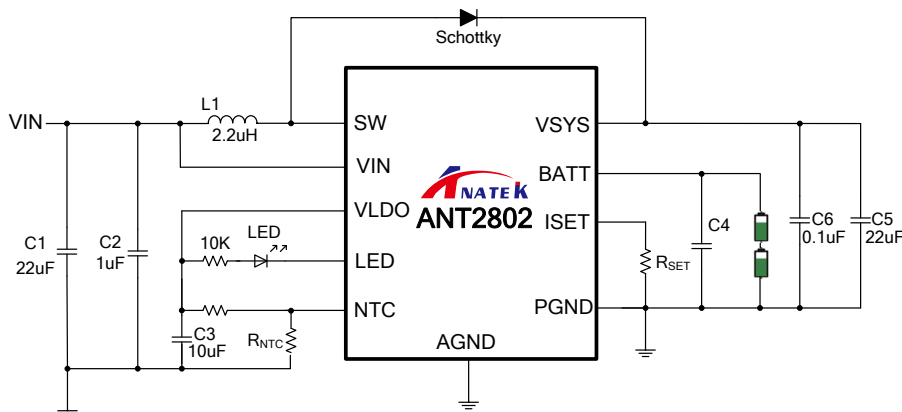 Schottky
L1
VIN
2.2uH
SW
VSYS
VIN
BATT
ANATEK
VLDO
ANT2802
ISET
C1
22uF
C2
1uF
10K
LED
LED
RSET
C4
C6
0.1uF
C5
22uF
NTC
PGND
C3
10uF
RNTC
AGND